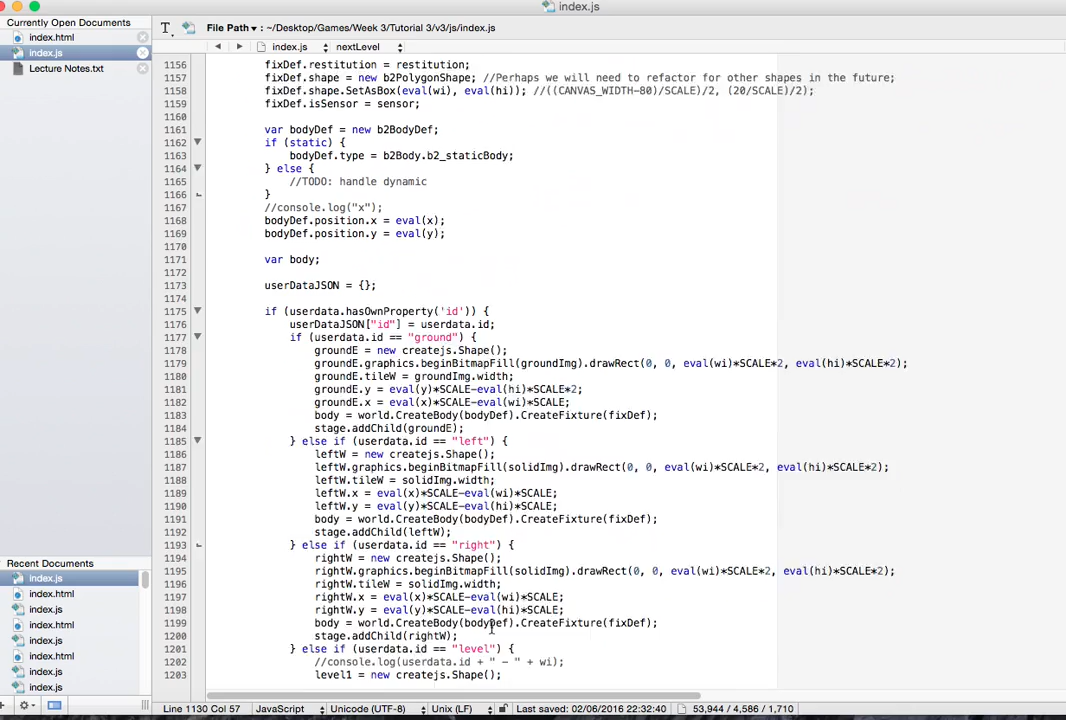 index.js
Currently Open Documents
index.html
index.js
Lecture Notes.txt
File Path ▾ : ~/Desktop/Games/Week 3/Tutorial 3/v3/js/index.js
index.js nextLevel
1156 fixDef.restitution = restitution;
1157 fixDef.shape = new b2PolygonShape; //Perhaps we will need to refactor for other shapes in the future;
1158 fixDef.shape.SetAsBox(eval(wi), eval(hi)); //((CANVAS_WIDTH-80)/SCALE)/2, (20/SCALE)/2);
1159 fixDef.isSensor = sensor;
1160
1161 var bodyDef = new b2BodyDef;
1162 if (static) {
1163 bodyDef.type = b2Body.b2_staticBody;
1164 } else {
1165 //TODO: handle dynamic
1166 }
1167 //console.log("x");
1168 bodyDef.position.x = eval(x);
1169 bodyDef.position.y = eval(y);
1170
1171 var body;
1172
1173 userDataJSON = {};
1174
1175 if (userdata.hasOwnProperty('id')) {
1176 userDataJSON["id"] = userdata.id;
1177 if (userdata.id == "ground") {
1178 groundE = new createjs.Shape();
1179 groundE.graphics.beginBitmapFill(groundImg).drawRect(0, 0, eval(wi)*SCALE*2, eval(hi)*SCALE*2);
1180 groundE.tileW = groundImg.width;
1181 groundE.y = eval(y)*SCALE-eval(hi)*SCALE*2;
1182 groundE.x = eval(x)*SCALE-eval(wi)*SCALE;
1183 body = world.CreateBody(bodyDef).CreateFixture(fixDef);
1184 stage.addChild(groundE);
1185 } else if (userdata.id == "left") {
1186 leftW = new createjs.Shape();
1187 leftW.graphics.beginBitmapFill(solidImg).drawRect(0, 0, eval(wi)*SCALE*2, eval(hi)*SCALE*2);
1188 leftW.tileW = solidImg.width;
1189 leftW.x = eval(x)*SCALE-eval(wi)*SCALE;
1190 leftW.y = eval(y)*SCALE-eval(hi)*SCALE;
1191 body = world.CreateBody(bodyDef).CreateFixture(fixDef);
1192 stage.addChild(leftW);
1193 } else if (userdata.id == "right") {
1194 rightW = new createjs.Shape();
1195 rightW.graphics.beginBitmapFill(solidImg).drawRect(0, 0, eval(wi)*SCALE*2, eval(hi)*SCALE*2);
1196 rightW.tileW = solidImg.width;
1197 rightW.x = eval(x)*SCALE-eval(wi)*SCALE;
1198 rightW.y = eval(y)*SCALE-eval(hi)*SCALE;
1199 body = world.CreateBody(bodyDef).CreateFixture(fixDef);
1200 stage.addChild(rightW);
1201 } else if (userdata.id == "level") {
1202 //console.log(userdata.id + " - " + wi);
1203 level1 = new createjs.Shape();
Recent Documents
index.js
index.html
index.js
index.html
index.js
index.html
index.js
index.js
Line 1130 Col 57 JavaScript Unicode (UTF-8) Unix (LF) Last saved: 02/06/2016 22:32:40 53,944 / 4,586 / 1,710